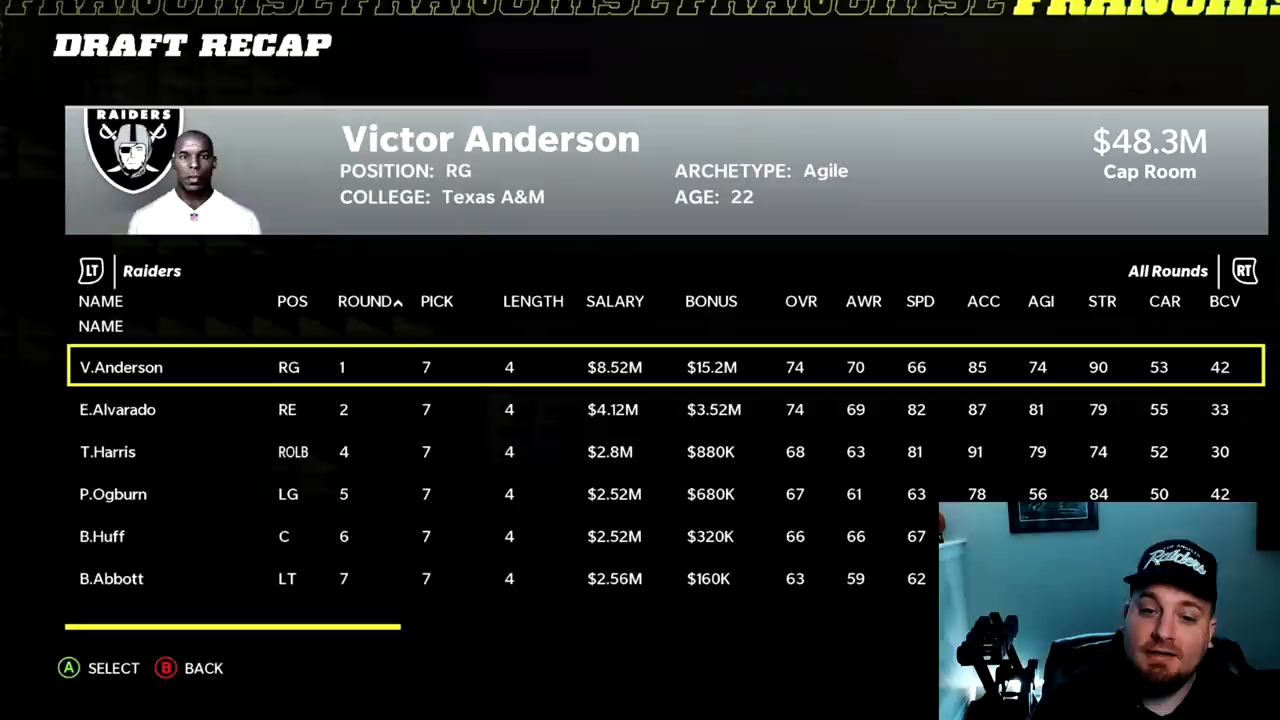 FRANCHISE FRANCHISE FRANCHISE FRANCHISE FRANCHIS
DRAFT RECAP
RAIDERS
Victor Anderson
POSITION: RG
ARCHETYPE: Agile
COLLEGE: Texas A&M
AGE: 22
$48.3M
Cap Room
LT Raiders
All Rounds RT
NAME POS ROUND PICK LENGTH SALARY BONUS OVR AWR SPD ACC AGI STR CAR BCV
NAME
V.Anderson RG 1 7 4 $8.52M $15.2M 74 70 66 85 74 90 53 42
E.Alvarado RE 2 7 4 $4.12M $3.52M 74 69 82 87 81 79 55 33
T.Harris ROLB 4 7 4 $2.8M $880K 68 63 81 91 79 74 52 30
P.Ogburn LG 5 7 4 $2.52M $680K 67 61 63 78 56 84 50 42
B.Huff C 6 7 4 $2.52M $320K 66 66 67
B.Abbott LT 7 7 4 $2.56M $160K 63 59 62
A SELECT B BACK
Raiders